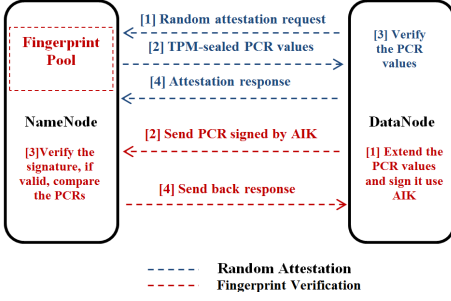 [1] Random attestation request
Fingerprint
Pool
[2] TPM-sealed PCR values
[3] Verify
the PCR
values
[4] Attestation response
NameNode
DataNode
[2] Send PCR signed by AIK
[3]Verify the
signature, if
valid, compare
the PCRs
[1] Extend the
PCR values
and sign it use
AIK
[4] Send back response
Random Attestation
Fingerprint Verification